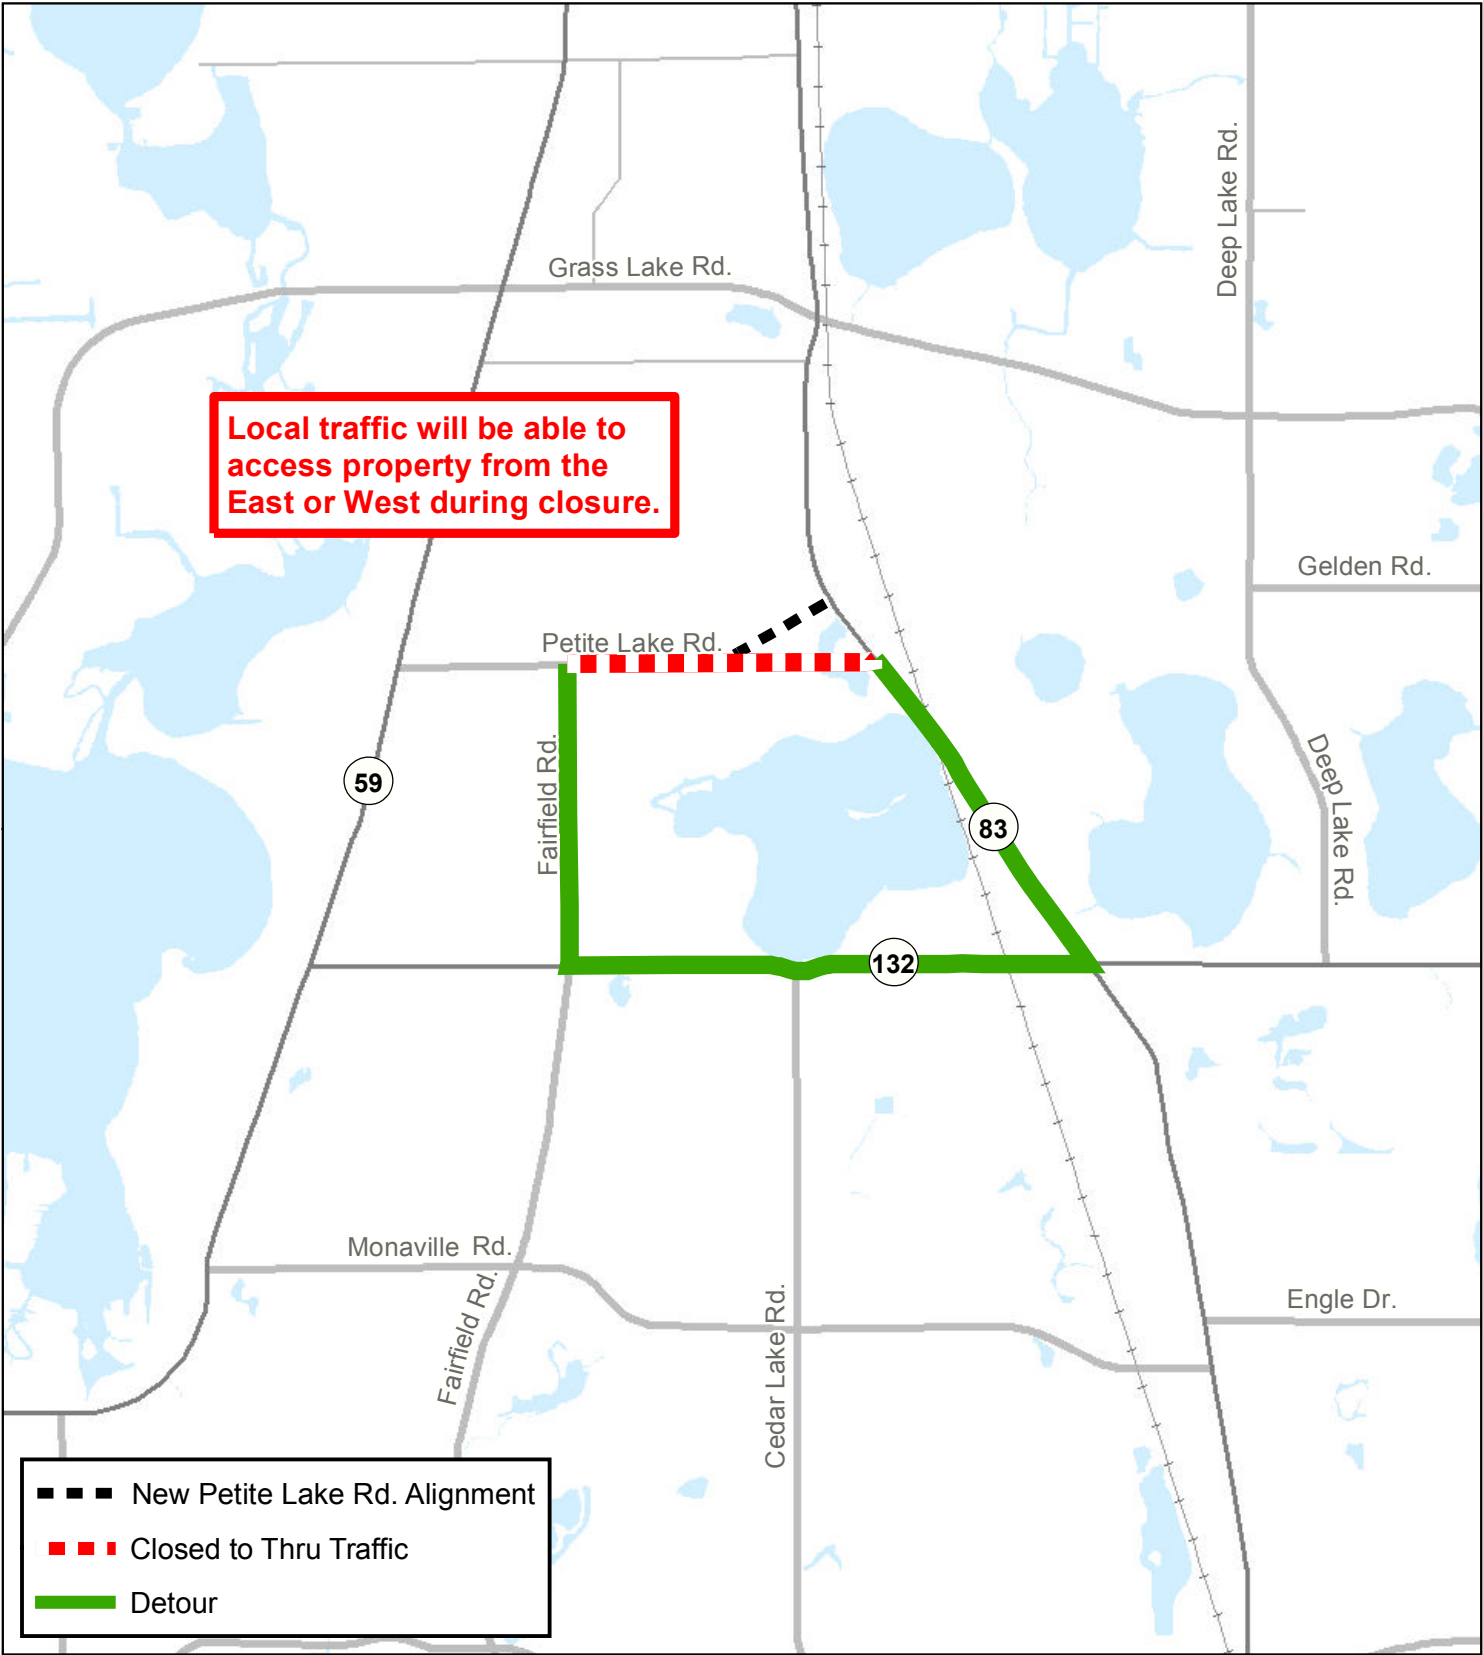 Deep Lake Rd.
Grass Lake Rd.
Local traffic will be able to
access property from the
East or West during closure.
Gelden Rd.
Petite Lake Rd.
Fairfield Rd.
59
83
Deep Lake Rd.
132
Monaville Rd.
Fairfield Rd.
Cedar Lake Rd.
Engle Dr.
New Petite Lake Rd. Alignment
Closed to Thru Traffic
Detour